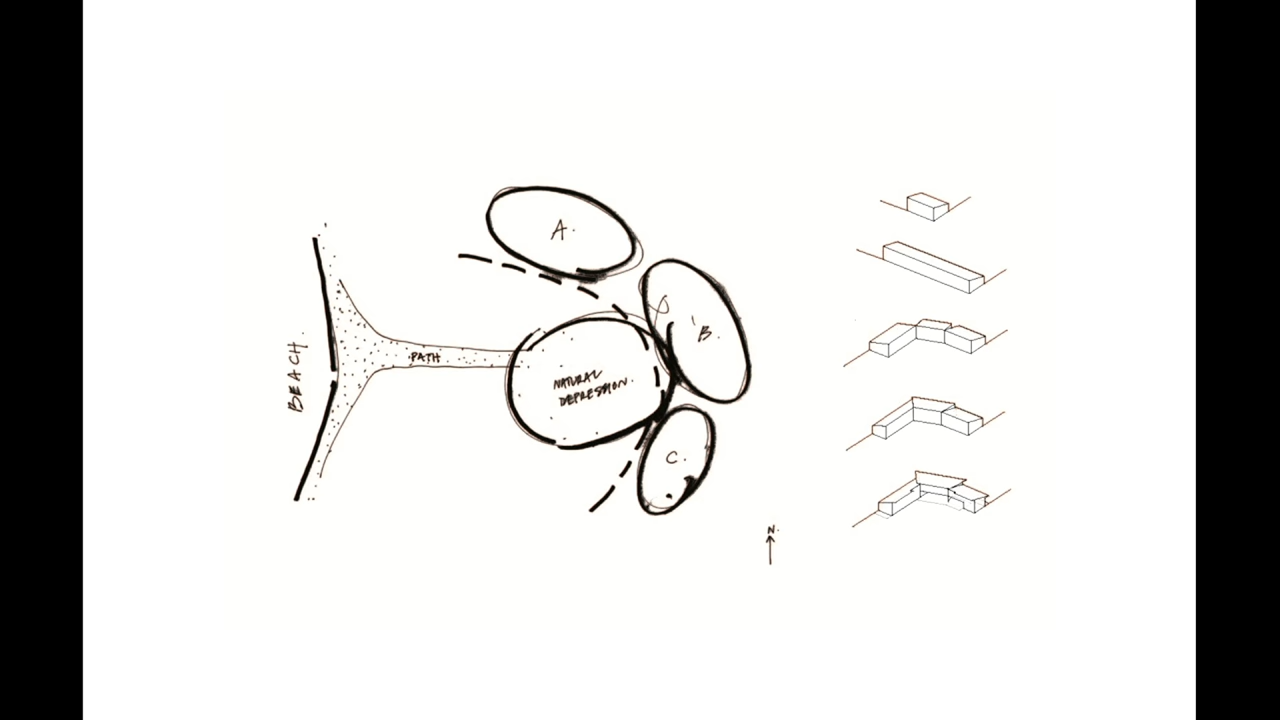 A.
B.
BEACH.
PATH
NATURAL
DEPRESSION.
C.
N.